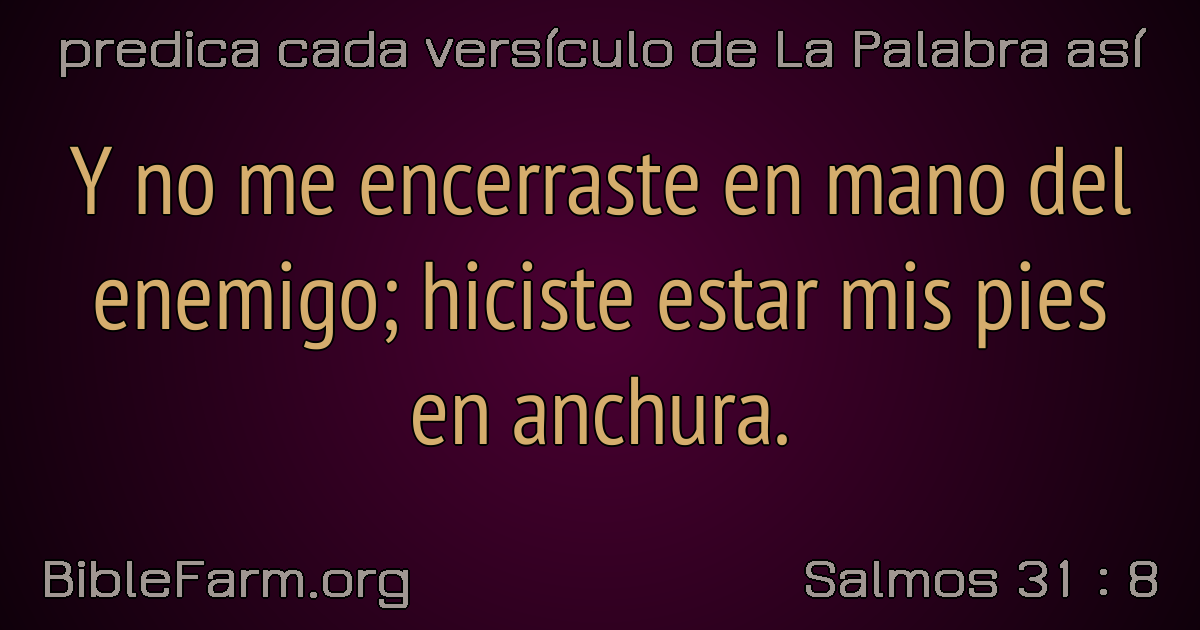 predica cada versículo de La Palabra así
Y no me encerraste en mano del
enemigo; hiciste estar mis pies
en anchura.
BibleFarm.org
Salmos 31 : 8